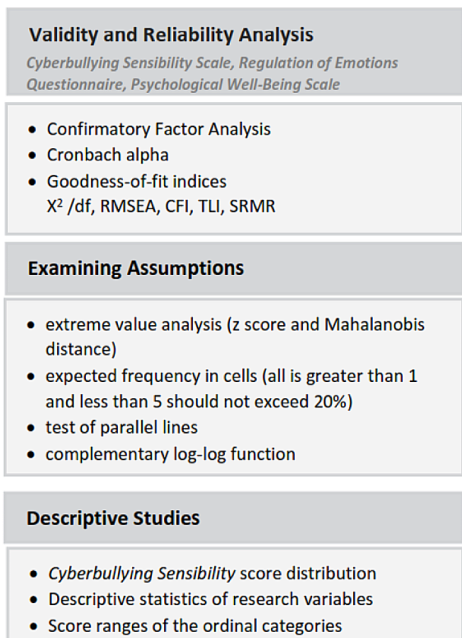 Validity and Reliability Analysis
Cyberbullying Sensibility Scale, Regulation of Emotions
Questionnaire, Psychological Well-Being Scale
• Confirmatory Factor Analysis
• Cronbach alpha
• Goodness-of-fit indices
X² /df, RMSEA, CFI, TLI, SRMR
Examining Assumptions
• extreme value analysis (z score and Mahalanobis
distance)
• expected frequency in cells (all is greater than 1
and less than 5 should not exceed 20%)
• test of parallel lines
• complementary log-log function
Descriptive Studies
• Cyberbullying Sensibility score distribution
• Descriptive statistics of research variables
• Score ranges of the ordinal categories